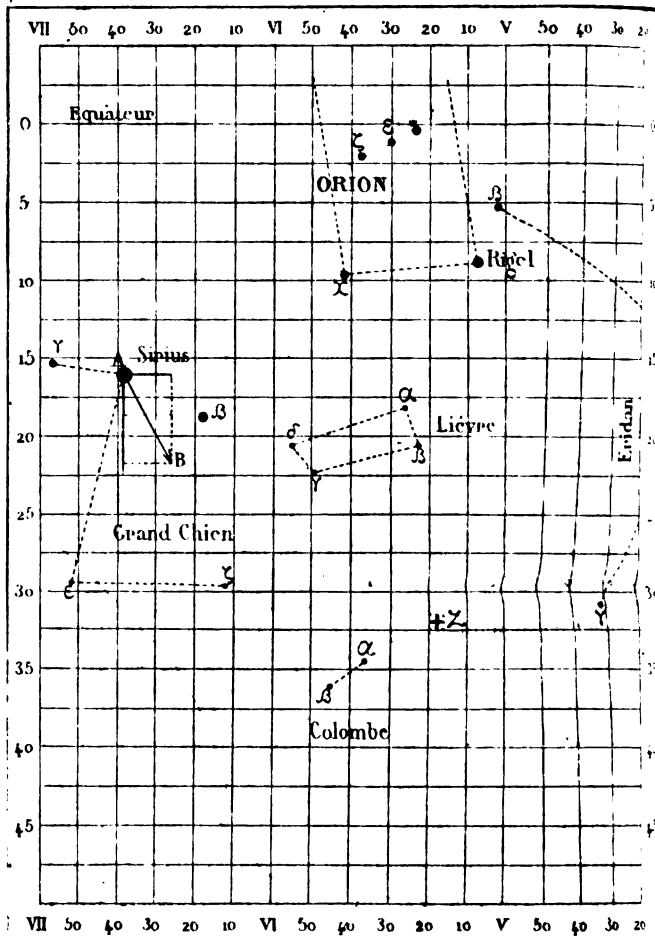 VII 50 40 30 20 10 VI 50 40 30 20 10 V 50 40 30 20
Equateur
0
ε
ζ
ORION
β
5
Rigel
10
χ
γ
A Sirius
15
β
α
δ
Lièvre
20
B
β
γ
Eridan
25
Grand Chien
ε
ζ
30
γ
+Z
α
35
β
Colombe
40
45
VII 50 40 30 20 10 VI 50 40 30 20 10 V 50 40 30 20